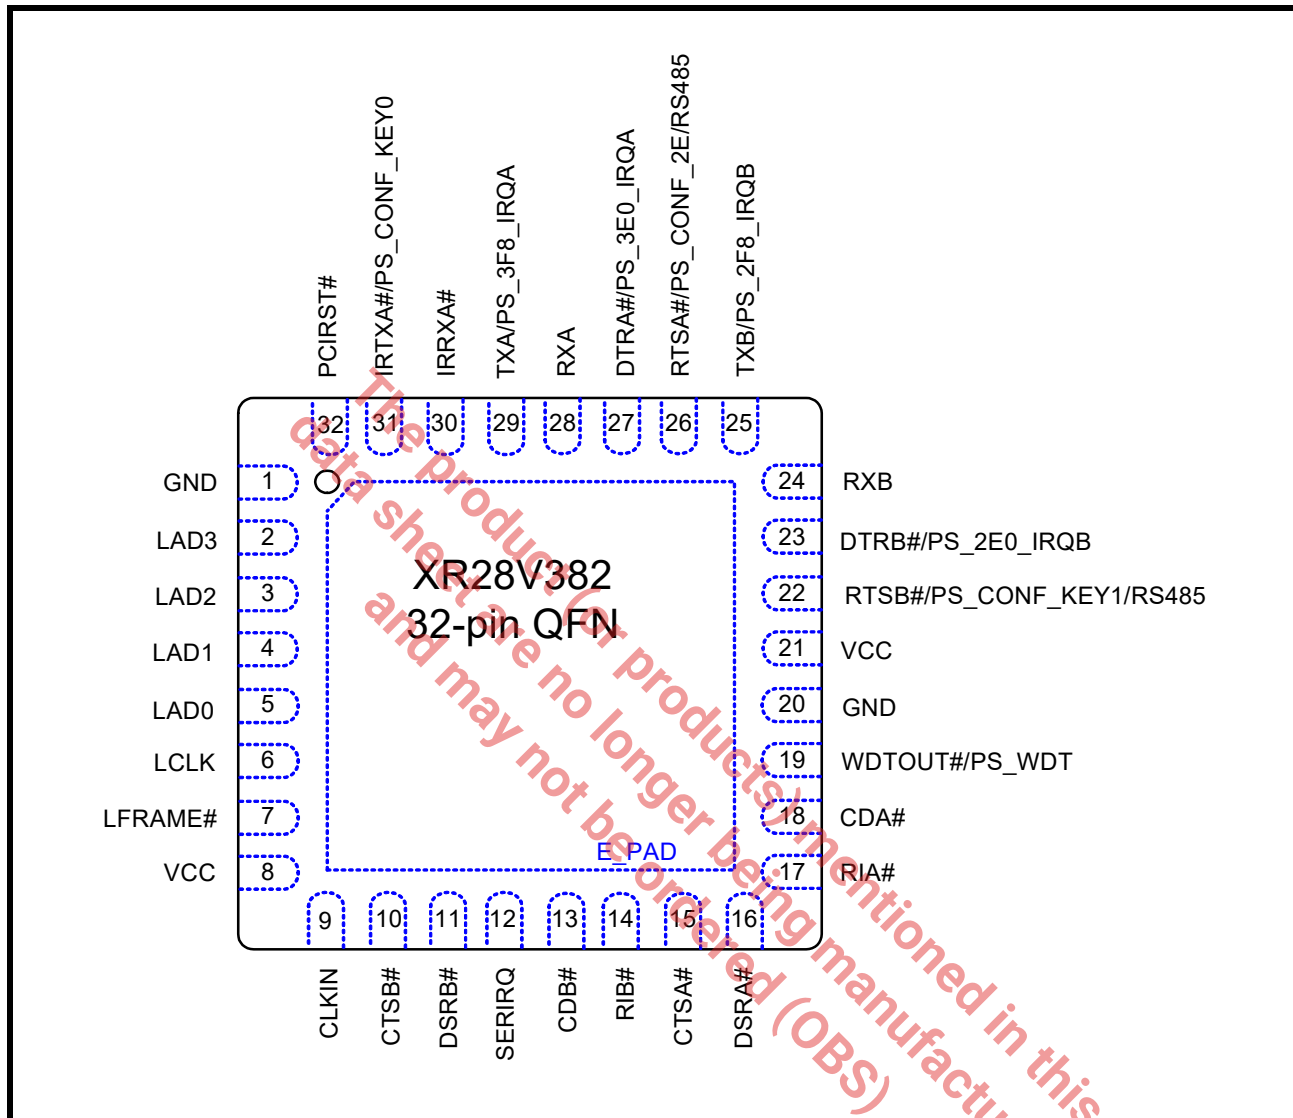 PCIRST#
IRTXA#/PS_CONF_KEY0
IRRXA#
TXA/PS_3F8_IRQA
RXA
DTRA#/PS_3E0_IRQA
RTSA#/PS_CONF_2E/RS485
TXB/PS_2F8_IRQB
32
31
30
29
28
27
26
25
GND 1
LAD3 2
LAD2 3
LAD1 4
LAD0 5
LCLK 6
LFRAME# 7
VCC 8
XR28V382
32-pin QFN
E_PAD
24 RXB
23 DTRB#/PS_2E0_IRQB
22 RTSB#/PS_CONF_KEY1/RS485
21 VCC
20 GND
19 WDTOUT#/PS_WDT
18 CDA#
17 RIA#
9
10
11
12
13
14
15
16
CLKIN
CTSB#
DSRB#
SERIRQ
CDB#
RIB#
CTSA#
DSRA#
The product (or products) mentioned in this
data sheet are no longer being manufactu
and may not be ordered (OBS)